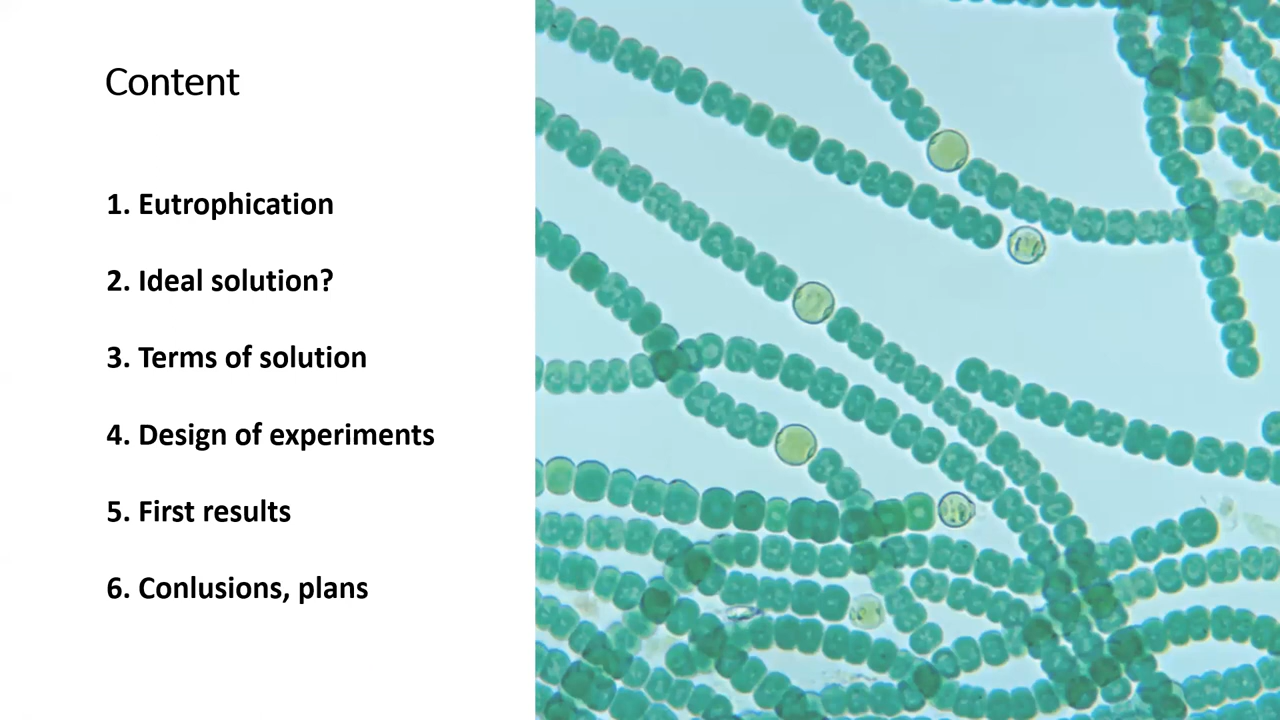 Content
1. Eutrophication
2. Ideal solution?
3. Terms of solution
4. Design of experiments
5. First results
6. Conlusions, plans